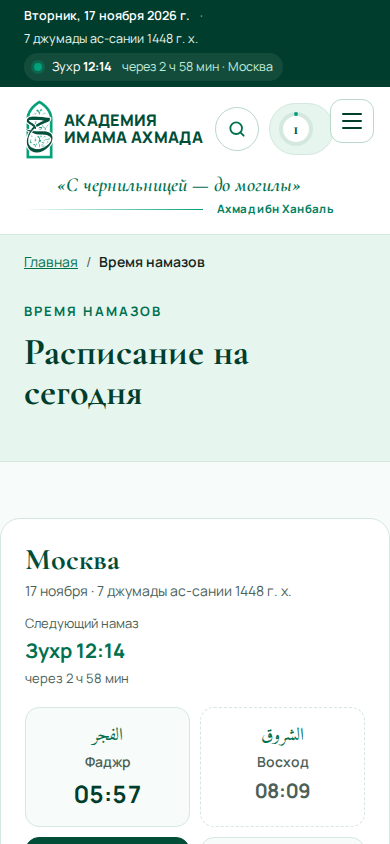 Вторник, 17 ноября 2026 г. ·
7 джумады ас-сании 1448 г. х.
Зухр 12:14 через 2 ч 58 мин · Москва
АКАДЕМИЯ
ИМАМА АХМАДА
1
«С чернильницей — до могилы»
Ахмад ибн Ханбаль
Главная / Время намазов
ВРЕМЯ НАМАЗОВ
Расписание на
сегодня
Москва
17 ноября · 7 джумады ас-сании 1448 г. х.
Следующий намаз
Зухр 12:14
через 2 ч 58 мин
الفجر الشروق
Фаджр Восход
05:57 08:09